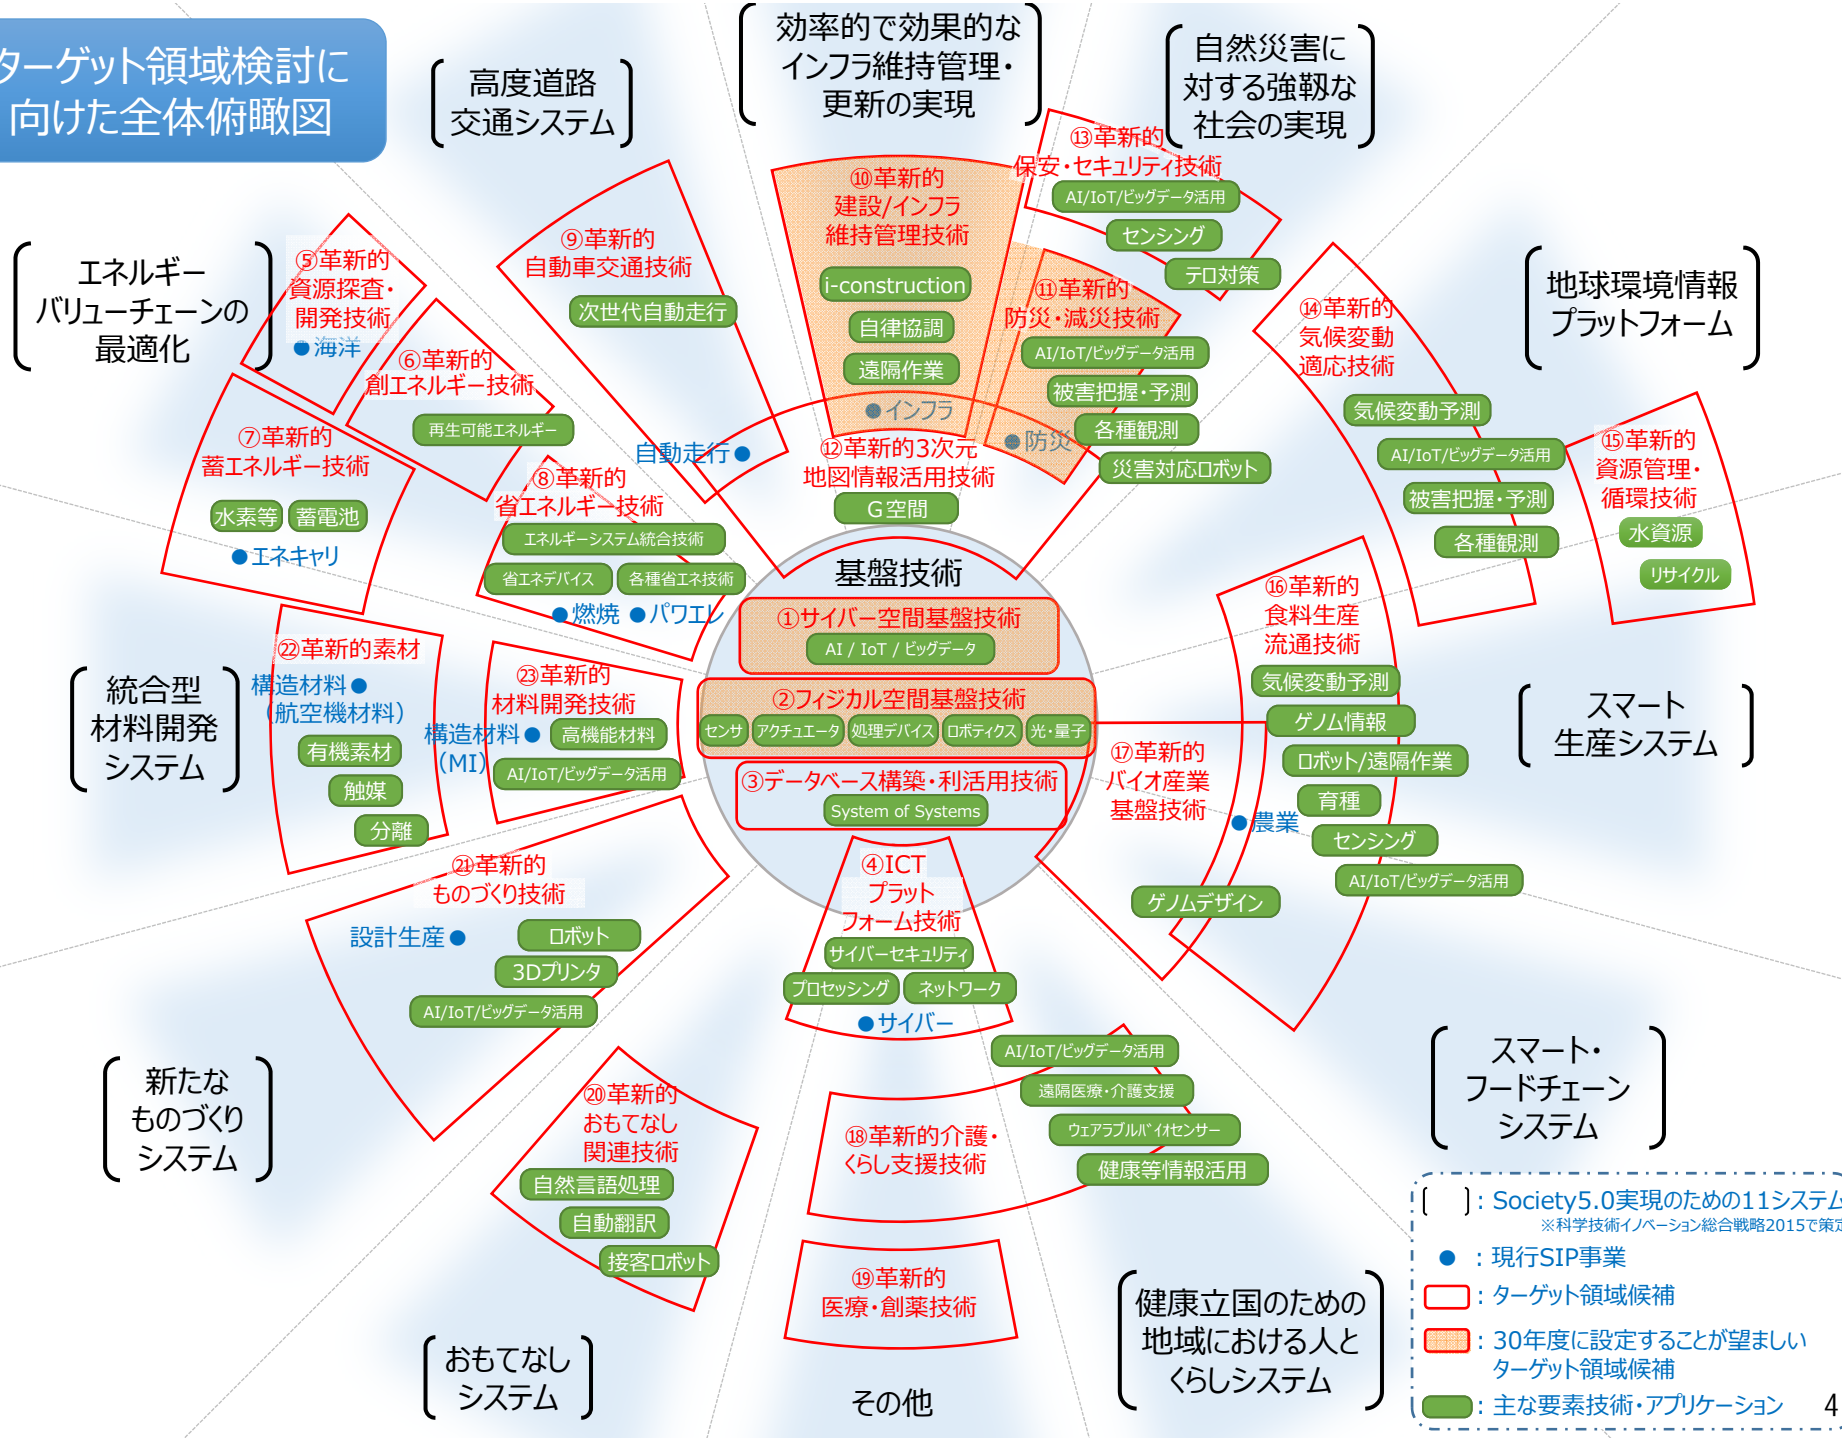 ターゲット領域検討に
向けた全体俯瞰図
高度道路
交通システム
効率的で効果的な
インフラ維持管理・
更新の実現
自然災害に
対する強靱な
社会の実現
エネルギー
バリューチェーンの
最適化
地球環境情報
プラットフォーム
統合型
材料開発
システム
スマート
生産システム
新たな
ものづくり
システム
スマート・
フードチェーン
システム
おもてなし
システム
その他
健康立国のための
地域における人と
くらしシステム
⑤革新的
資源探査・
開発技術
●海洋
⑥革新的
創エネルギー技術
再生可能エネルギー
⑦革新的
蓄エネルギー技術
水素等 蓄電池
●エネキャリ
⑧革新的
省エネルギー技術
エネルギーシステム統合技術
省エネデバイス 各種省エネ技術
●燃焼 ●パワエレ
⑨革新的
自動車交通技術
次世代自動走行
自動走行●
⑩革新的
建設/インフラ
維持管理技術
i-construction
自律協調
遠隔作業
●インフラ
⑪革新的
防災・減災技術
AI/IoT/ビッグデータ活用
被害把握・予測
各種観測
災害対応ロボット
●防災
⑫革新的3次元
地図情報活用技術
G空間
⑬革新的
保安・セキュリティ技術
AI/IoT/ビッグデータ活用
センシング
テロ対策
⑭革新的
気候変動
適応技術
気候変動予測
AI/IoT/ビッグデータ活用
被害把握・予測
各種観測
⑮革新的
資源管理・
循環技術
水資源
リサイクル
基盤技術
①サイバー空間基盤技術
AI / IoT / ビッグデータ
②フィジカル空間基盤技術
センサ アクチュエータ 処理デバイス ロボティクス 光・量子
③データベース構築・利活用技術
System of Systems
④ICT
プラット
フォーム技術
サイバーセキュリティ
プロセッシング ネットワーク
●サイバー
⑯革新的
食料生産
流通技術
気候変動予測
ゲノム情報
ロボット/遠隔作業
育種
センシング
AI/IoT/ビッグデータ活用
⑰革新的
バイオ産業
基盤技術
●農業
ゲノムデザイン
⑱革新的介護・
くらし支援技術
AI/IoT/ビッグデータ活用
遠隔医療・介護支援
ウェアラブルバイオセンサー
健康等情報活用
⑲革新的
医療・創薬技術
⑳革新的
おもてなし
関連技術
自然言語処理
自動翻訳
接客ロボット
㉑革新的
ものづくり技術
設計生産●
ロボット
3Dプリンタ
AI/IoT/ビッグデータ活用
㉒革新的素材
構造材料●
（航空機材料）
有機素材
触媒
分離
㉓革新的
材料開発技術
構造材料●
（MI）
高機能材料
AI/IoT/ビッグデータ活用
：Society5.0実現のための11システム
※科学技術イノベーション総合戦略2015で策定
●：現行SIP事業
：ターゲット領域候補
：30年度に設定することが望ましい
ターゲット領域候補
：主な要素技術・アプリケーション
4